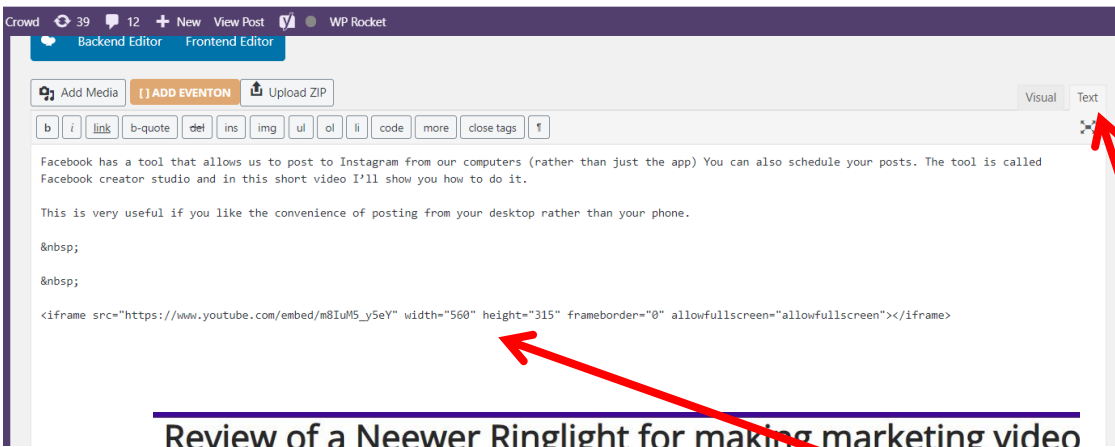 Crowd 39 12 + New View Post WP Rocket
Backend Editor Frontend Editor
Add Media [ ] ADD EVENTON Upload ZIP
Visual Text
b i link b-quote del ins img ul ol li code more close tags ¶
Facebook has a tool that allows us to post to Instagram from our computers (rather than just the app) You can also schedule your posts. The tool is called
Facebook creator studio and in this short video I’ll show you how to do it.
This is very useful if you like the convenience of posting from your desktop rather than your phone.
&nbsp;
&nbsp;
<iframe src="https://www.youtube.com/embed/m8IuM5_y5eY" width="560" height="315" frameborder="0" allowfullscreen="allowfullscreen"></iframe>
Review of a Neewer Ringlight for making marketing video